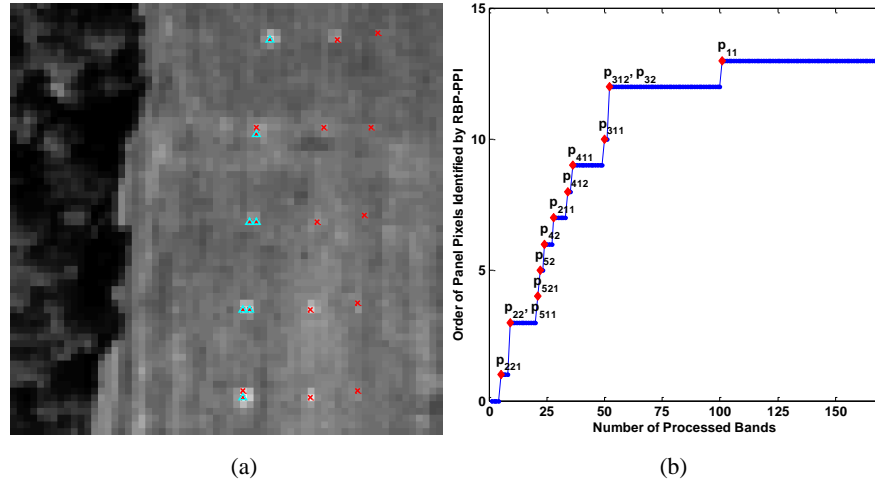 15
10
5
0
Order of Panel Pixels Identified by RBP-PPI
p11
p312, p32
p311
p411
p412
p211
p42
p52
p521
p22, p511
p221
1 25 50 75 100 125 150
Number of Processed Bands
(a) (b)